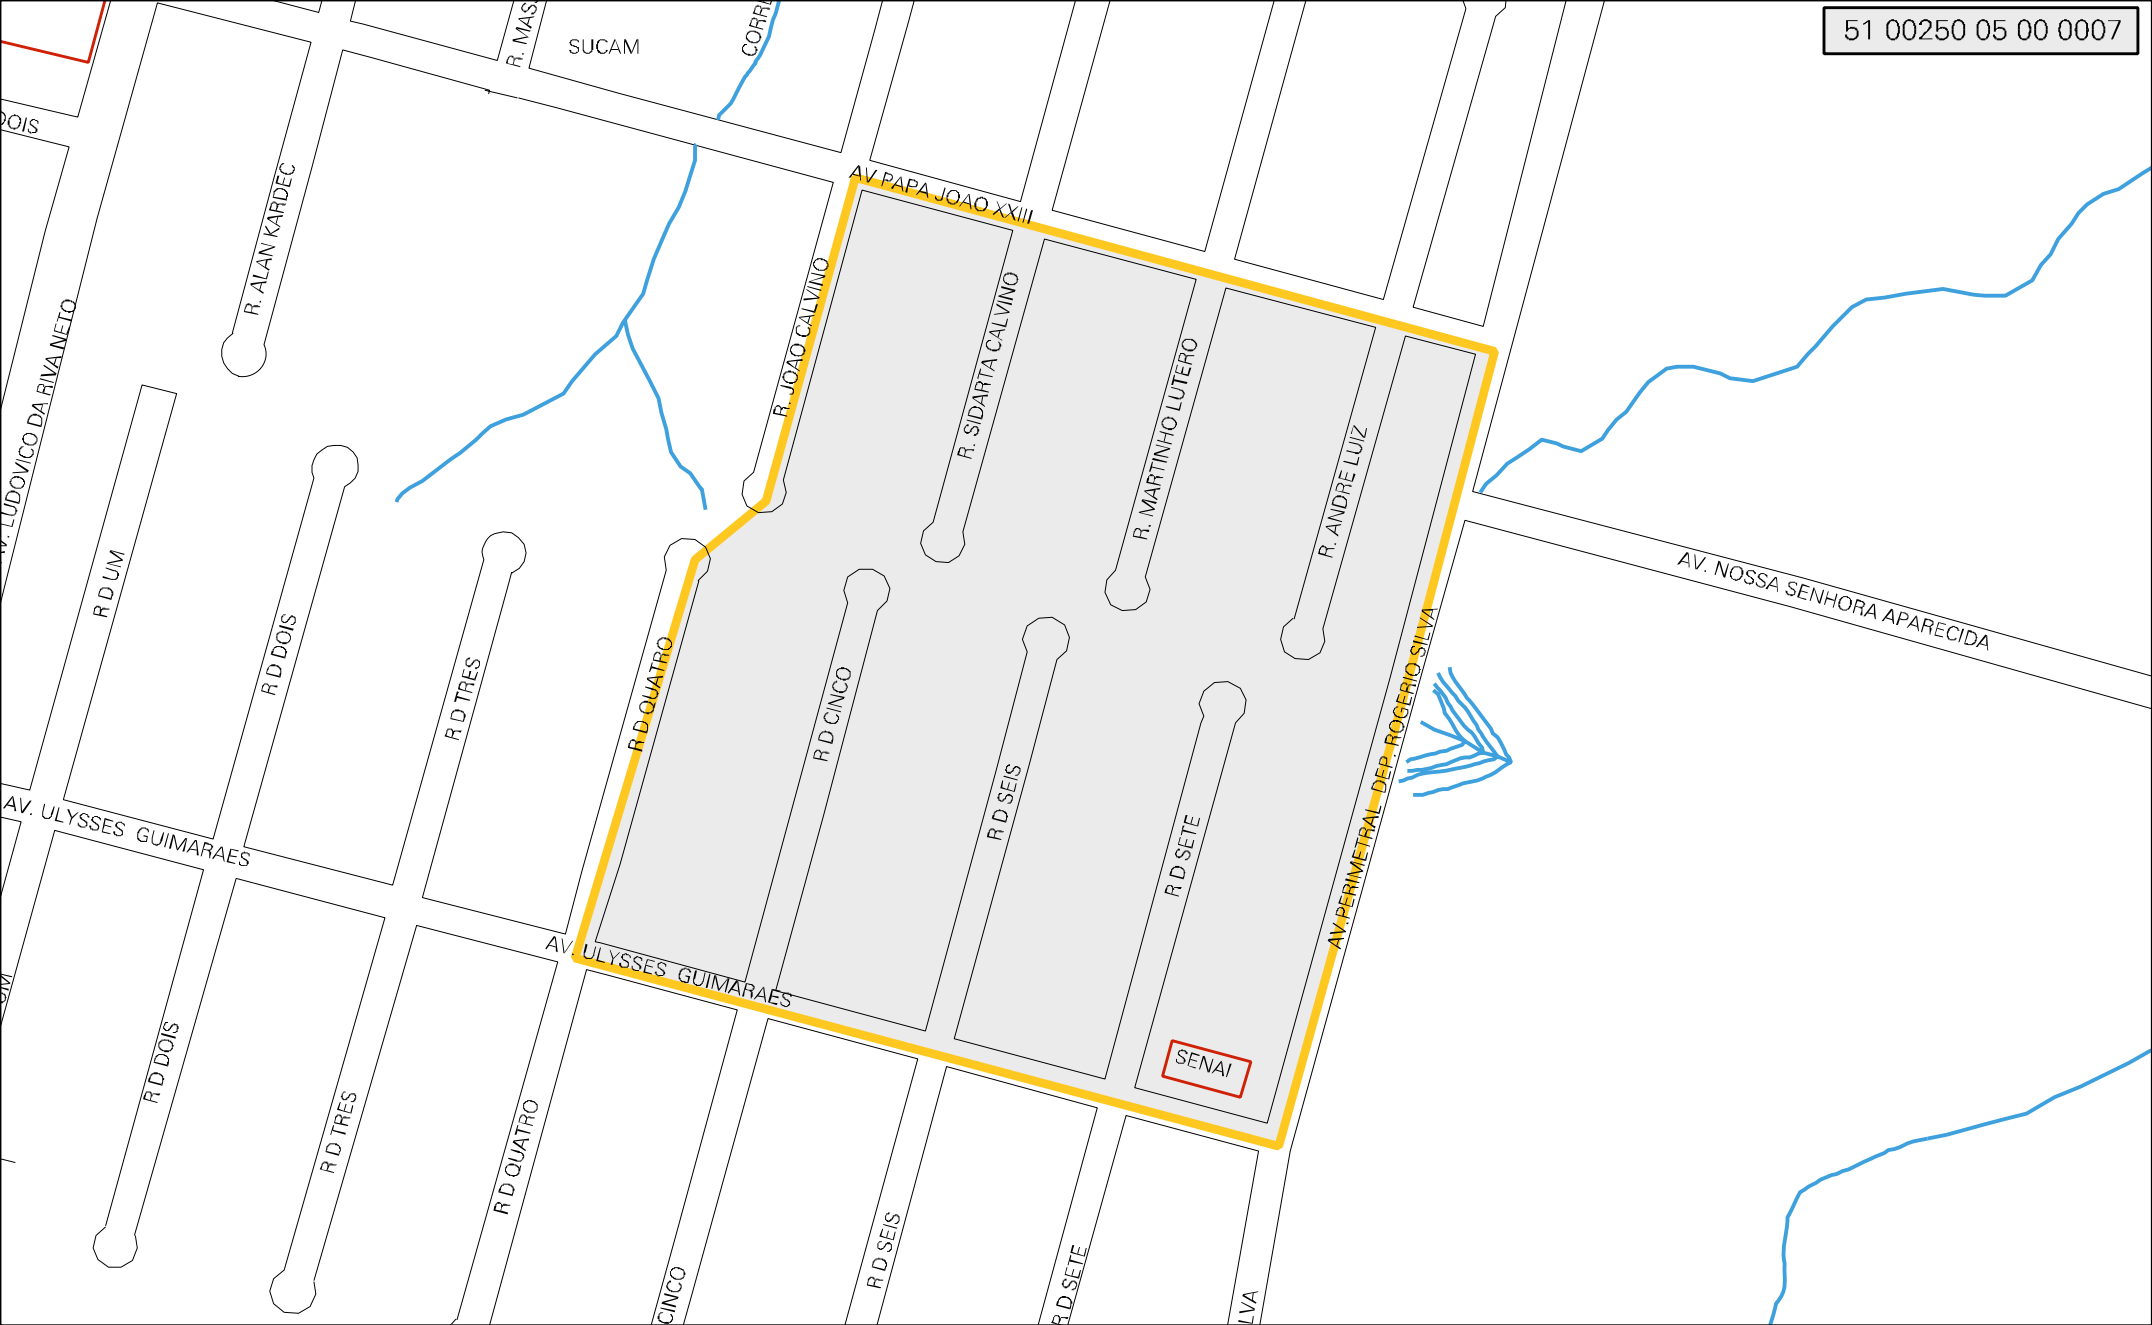 51 00250 05 00 0007
SUCAM
R. MAS
CORR
DOIS
AV PAPA JOAO XXIII
R. ALAN KARDEC
R. JOAO CALVINO
R. SIDARTA CALVINO
R. MARTINHO LUTERO
R. ANDRE LUIZ
V. LUDOVICO DA RIVA NETO
AV. NOSSA SENHORA APARECIDA
R D UM
R D DOIS
R D TRES
R D QUATRO
R D CINCO
R D SEIS
R D SETE
AV.PERIMETRAL DEP. ROGERIO SILVA
AV. ULYSSES GUIMARAES
AV. ULYSSES GUIMARAES
SENAI
UM
R D DOIS
R D TRES
R D QUATRO
CINCO
R D SEIS
R D SETE
LVA